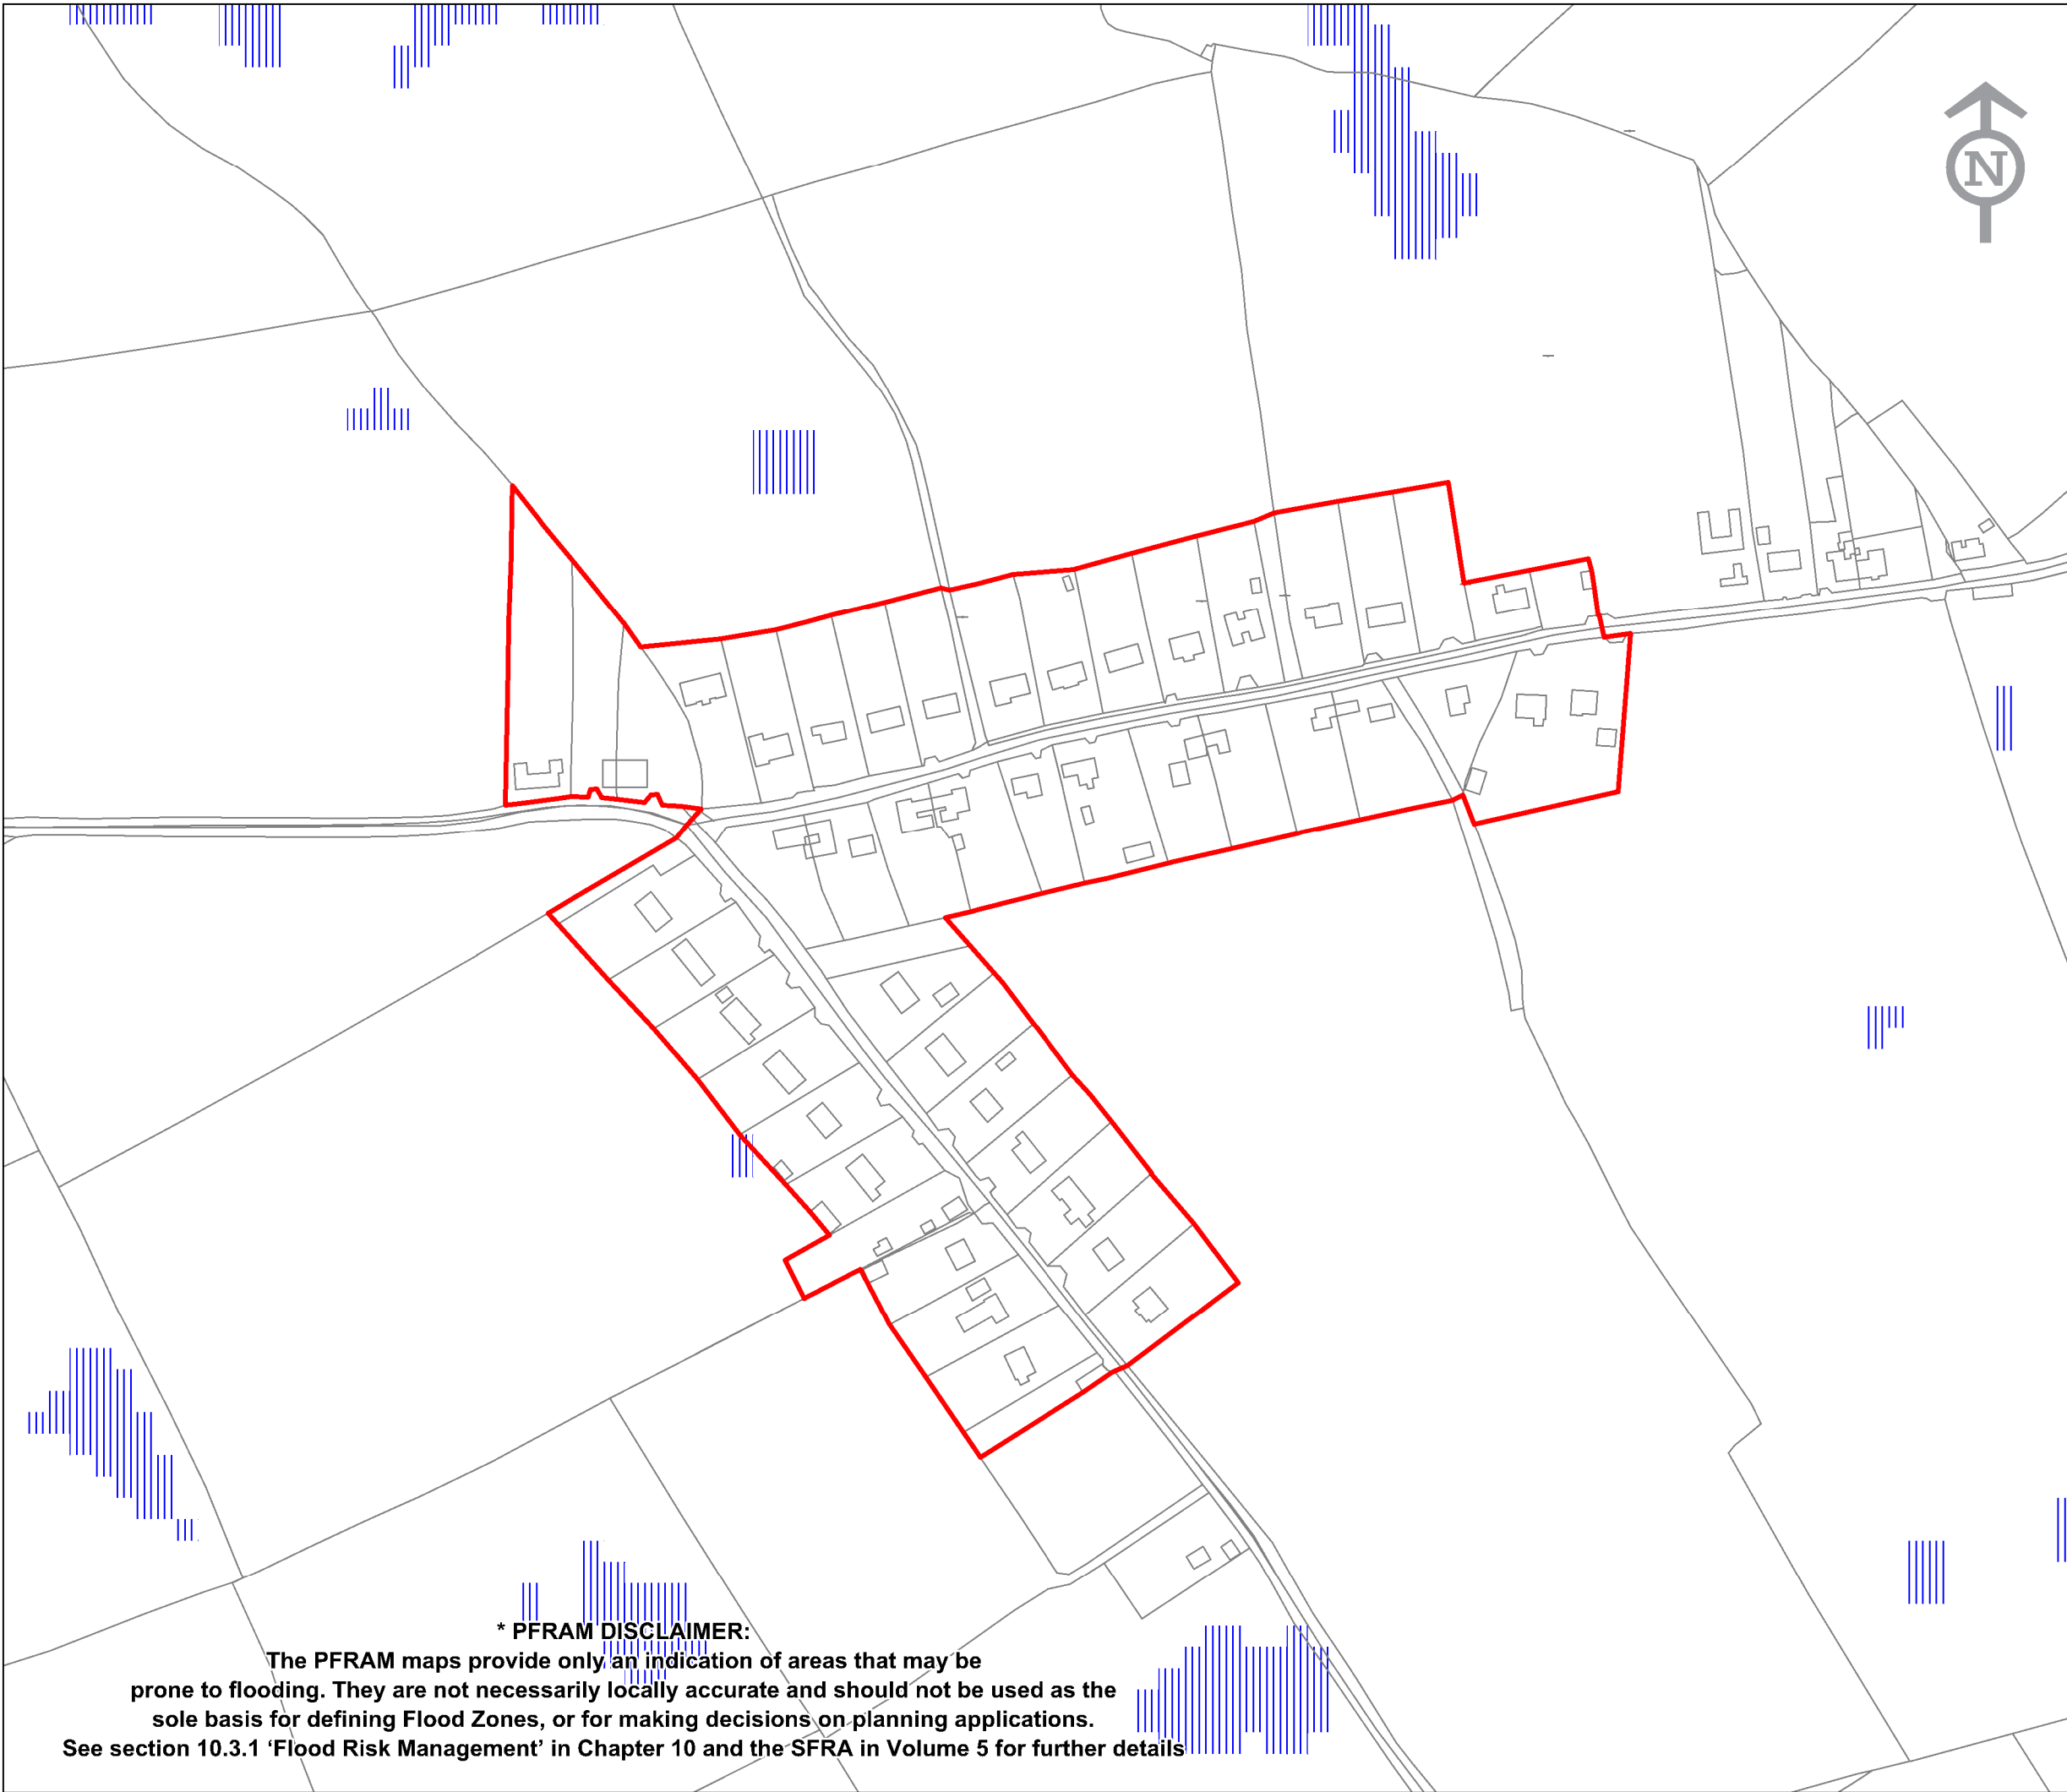 N
* PFRAM DISCLAIMER:
The PFRAM maps provide only an indication of areas that may be
prone to flooding. They are not necessarily locally accurate and should not be used as the
sole basis for defining Flood Zones, or for making decisions on planning applications.
See section 10.3.1 ‘Flood Risk Management’ in Chapter 10 and the SFRA in Volume 5 for further details